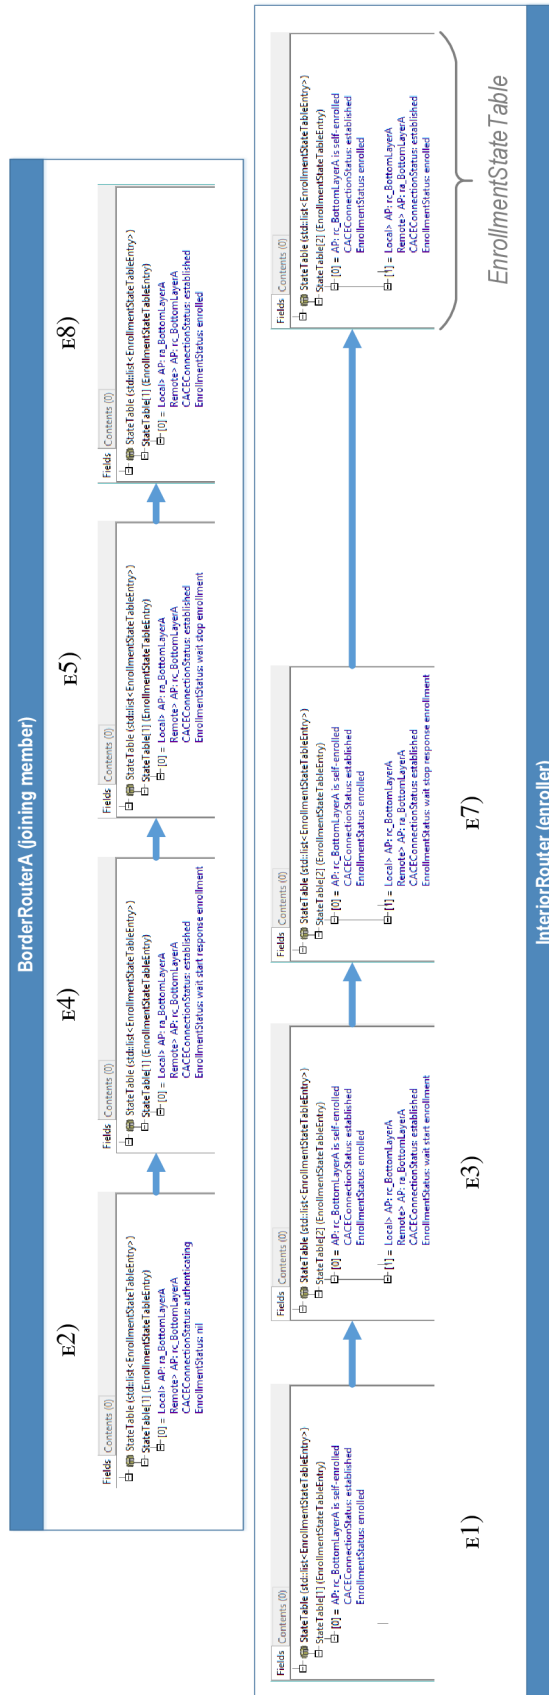 BorderRouterA (joining member)
E2)
Fields Contents (0)
StateTable (std::list<EnrollmentStateTableEntry>)
StateTable[1] (EnrollmentStateTableEntry)
[0] = Local> AP: ra_BottomLayerA
Remote> AP: rc_BottomLayerA
CACEConnectionStatus: authenticating
EnrollmentStatus: nil
E4)
Fields Contents (0)
StateTable (std::list<EnrollmentStateTableEntry>)
StateTable[1] (EnrollmentStateTableEntry)
[0] = Local> AP: ra_BottomLayerA
Remote> AP: rc_BottomLayerA
CACEConnectionStatus: established
EnrollmentStatus: wait start response enrollment
E5)
Fields Contents (0)
StateTable (std::list<EnrollmentStateTableEntry>)
StateTable[1] (EnrollmentStateTableEntry)
[0] = Local> AP: ra_BottomLayerA
Remote> AP: rc_BottomLayerA
CACEConnectionStatus: established
EnrollmentStatus: wait stop enrollment
E8)
Fields Contents (0)
StateTable (std::list<EnrollmentStateTableEntry>)
StateTable[1] (EnrollmentStateTableEntry)
[0] = Local> AP: ra_BottomLayerA
Remote> AP: rc_BottomLayerA
CACEConnectionStatus: established
EnrollmentStatus: enrolled
Fields Contents (0)
StateTable (std::list<EnrollmentStateTableEntry>)
StateTable[1] (EnrollmentStateTableEntry)
[0] = AP: rc_BottomLayerA is self-enrolled
CACEConnectionStatus: established
EnrollmentStatus: enrolled
E1)
Fields Contents (0)
StateTable (std::list<EnrollmentStateTableEntry>)
StateTable[2] (EnrollmentStateTableEntry)
[0] = AP: rc_BottomLayerA is self-enrolled
CACEConnectionStatus: established
EnrollmentStatus: enrolled
[1] = Local> AP: rc_BottomLayerA
Remote> AP: ra_BottomLayerA
CACEConnectionStatus: established
EnrollmentStatus: wait start enrollment
E3)
Fields Contents (0)
StateTable (std::list<EnrollmentStateTableEntry>)
StateTable[2] (EnrollmentStateTableEntry)
[0] = AP: rc_BottomLayerA is self-enrolled
CACEConnectionStatus: established
EnrollmentStatus: enrolled
[1] = Local> AP: rc_BottomLayerA
Remote> AP: ra_BottomLayerA
CACEConnectionStatus: established
EnrollmentStatus: wait stop response enrollment
E7)
Fields Contents (0)
StateTable (std::list<EnrollmentStateTableEntry>)
StateTable[2] (EnrollmentStateTableEntry)
[0] = AP: rc_BottomLayerA is self-enrolled
CACEConnectionStatus: established
EnrollmentStatus: enrolled
[1] = Local> AP: rc_BottomLayerA
Remote> AP: ra_BottomLayerA
CACEConnectionStatus: established
EnrollmentStatus: enrolled
EnrollmentStateTable
InteriorRouter (enroller)